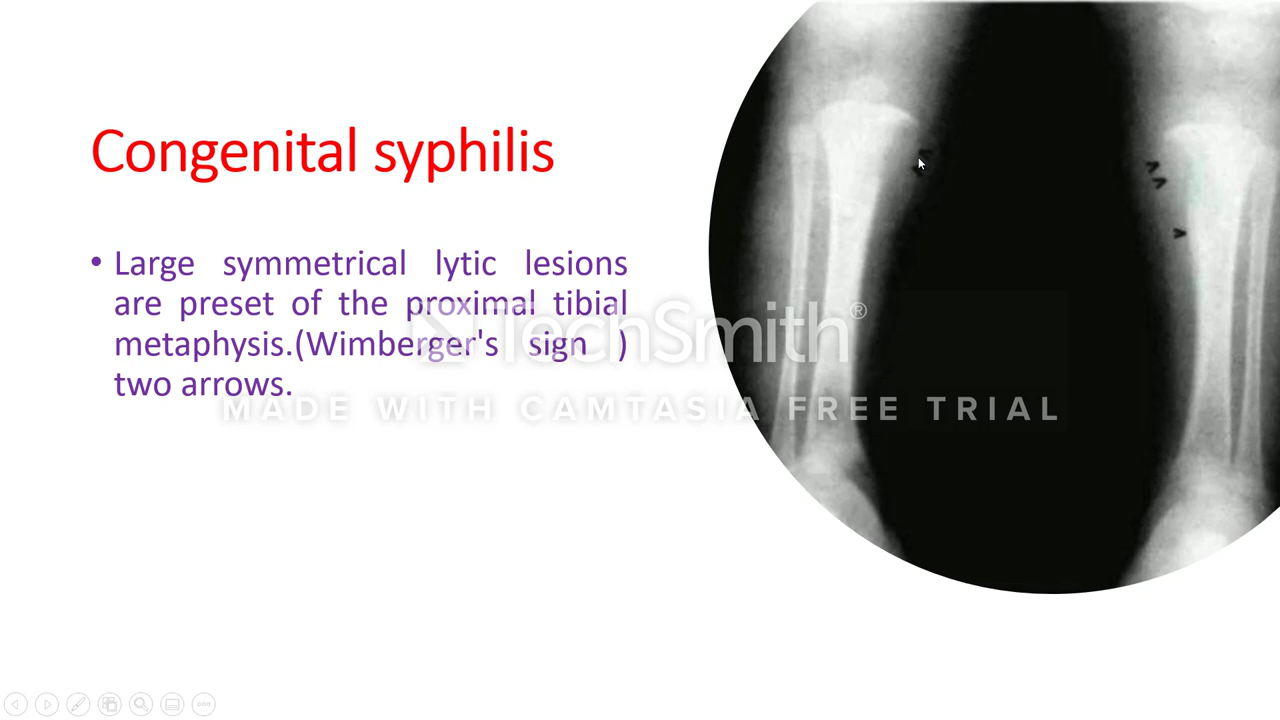 Congenital syphilis
• Large symmetrical lytic lesions
are preset of the proximal tibial
metaphysis.(Wimberger's sign )
two arrows.
TechSmith®
MADE WITH CAMTASIA FREE TRIAL